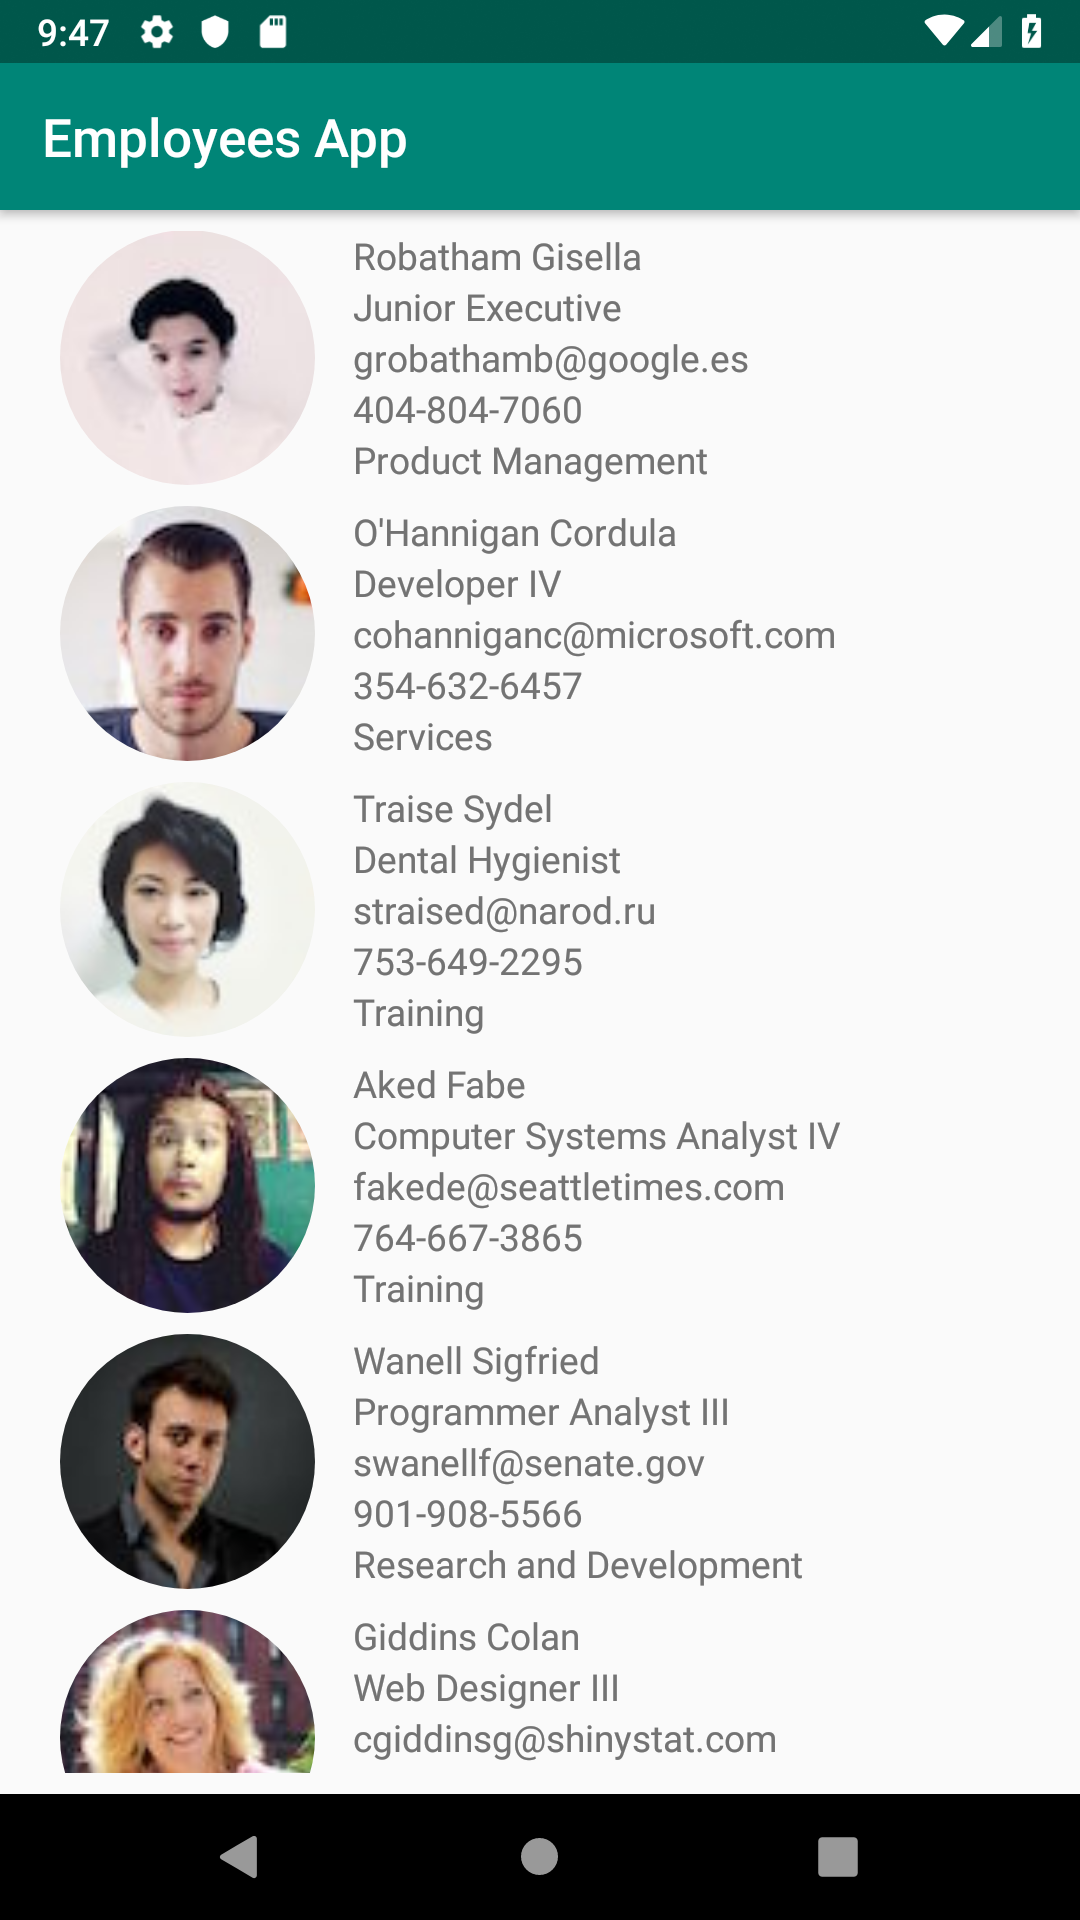 9:47
Employees App
Robatham Gisella
Junior Executive
grobathamb@google.es
404-804-7060
Product Management
O'Hannigan Cordula
Developer IV
cohanniganc@microsoft.com
354-632-6457
Services
Traise Sydel
Dental Hygienist
straised@narod.ru
753-649-2295
Training
Aked Fabe
Computer Systems Analyst IV
fakede@seattletimes.com
764-667-3865
Training
Wanell Sigfried
Programmer Analyst III
swanellf@senate.gov
901-908-5566
Research and Development
Giddins Colan
Web Designer III
cgiddinsg@shinystat.com